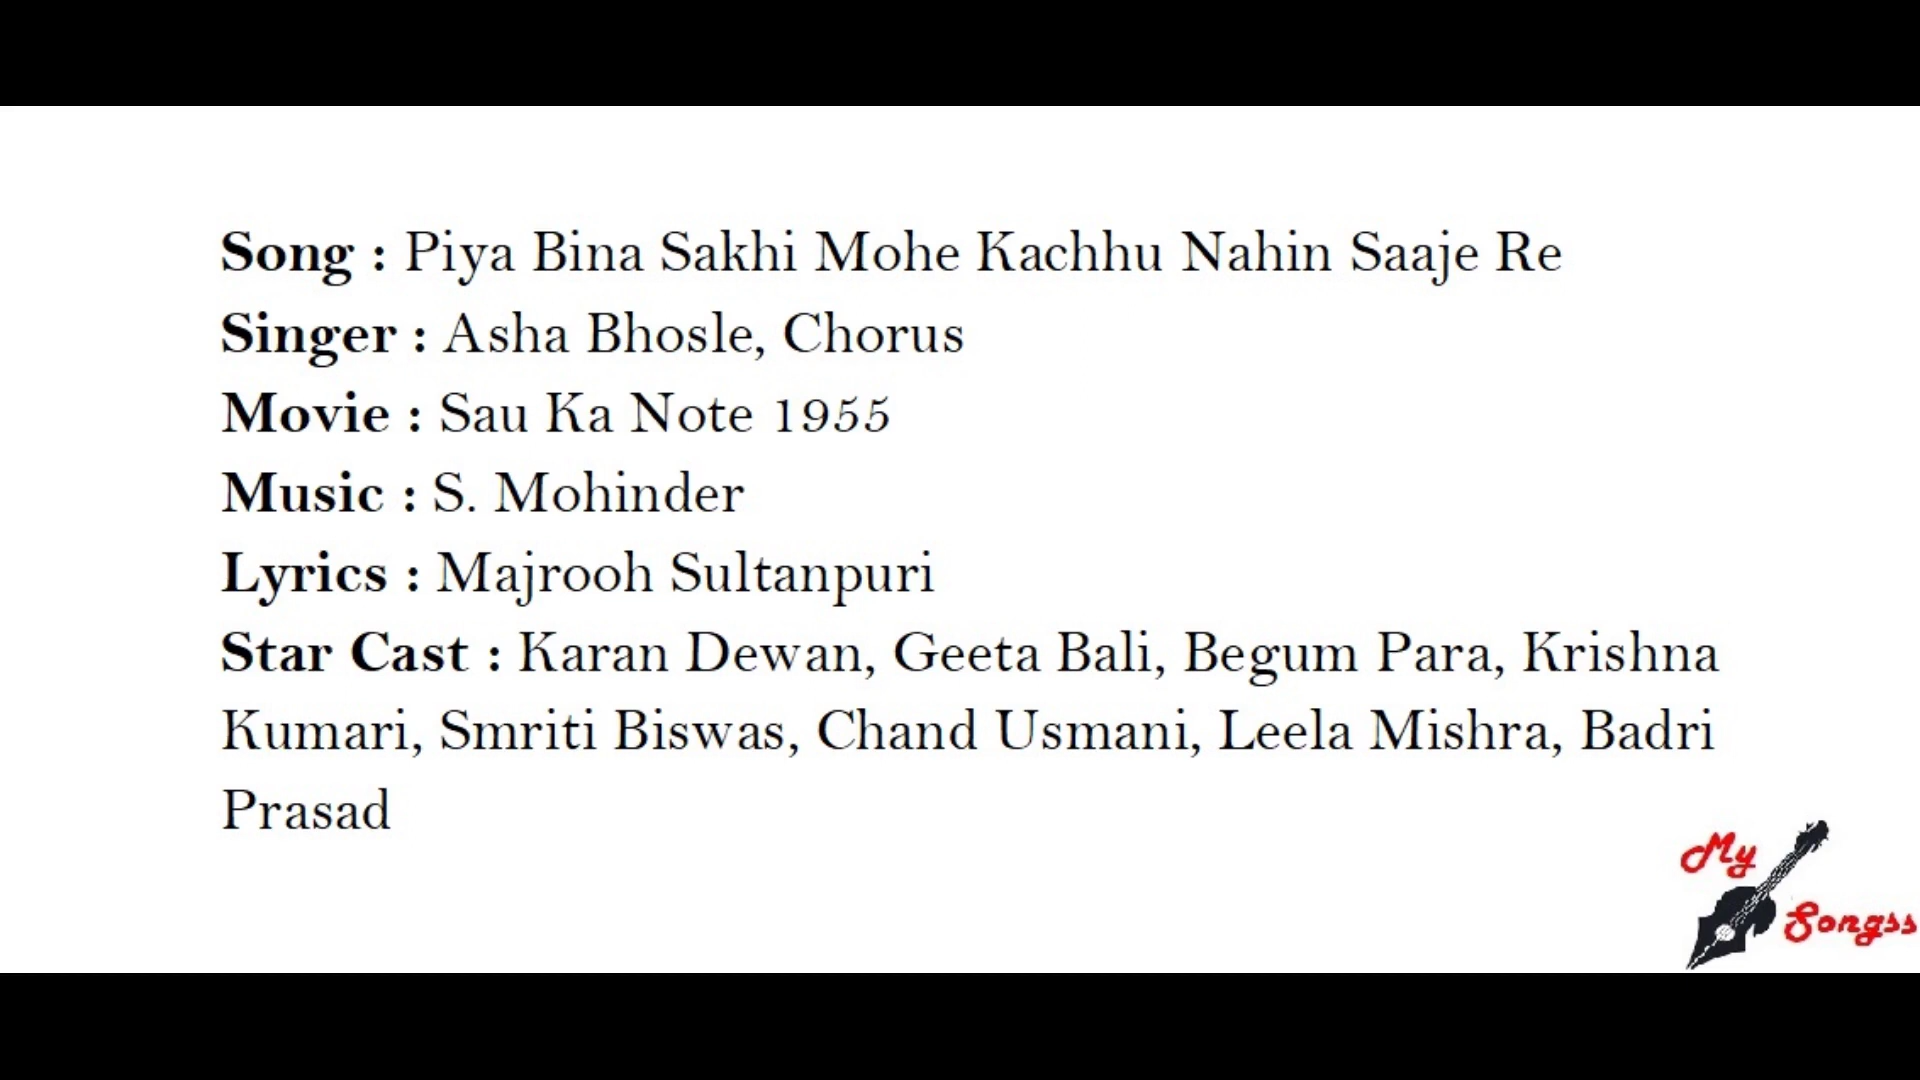 Song : Piya Bina Sakhi Mohe Kachhu Nahin Saaje Re
Singer : Asha Bhosle, Chorus
Movie : Sau Ka Note 1955
Music : S. Mohinder
Lyrics : Majrooh Sultanpuri
Star Cast : Karan Dewan, Geeta Bali, Begum Para, Krishna
Kumari, Smriti Biswas, Chand Usmani, Leela Mishra, Badri
Prasad
My
Songss